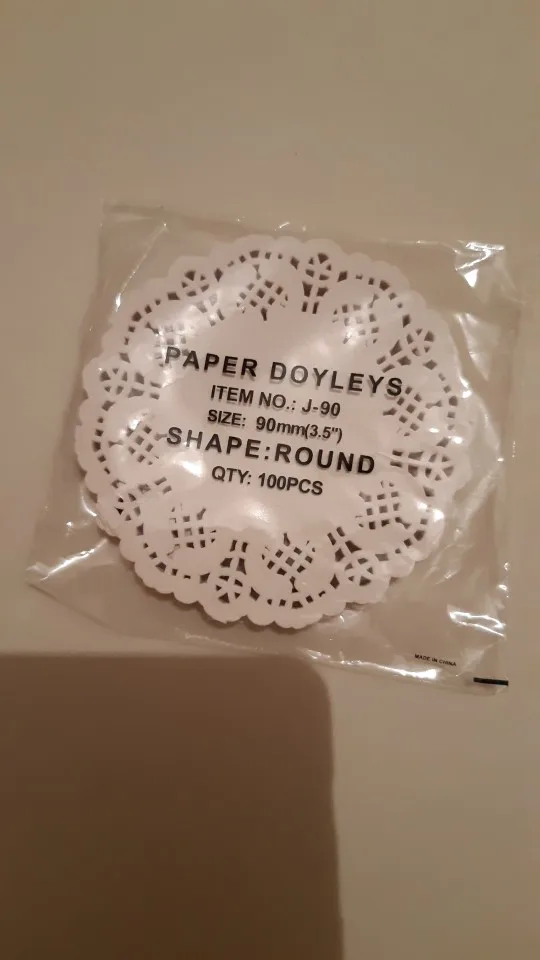 PAPER DOYLEYS
ITEM NO.: J-90
SIZE: 90mm(3.5")
SHAPE:ROUND
QTY: 100PCS
MADE IN CHINA